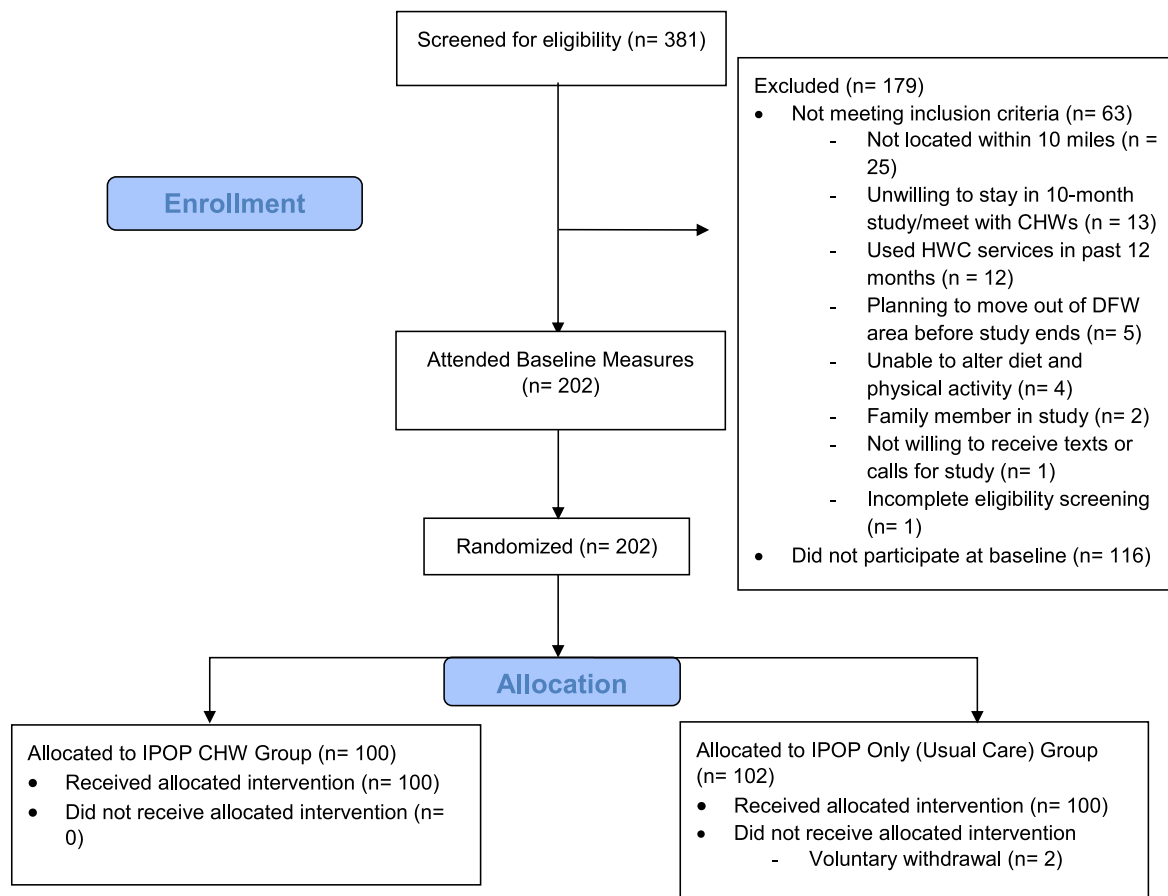 Screened for eligibility (n= 381)
Excluded (n= 179)
• Not meeting inclusion criteria (n= 63)
- Not located within 10 miles (n =
25)
- Unwilling to stay in 10-month
study/meet with CHWs (n = 13)
- Used HWC services in past 12
months (n = 12)
- Planning to move out of DFW
area before study ends (n= 5)
- Unable to alter diet and
physical activity (n= 4)
- Family member in study (n= 2)
- Not willing to receive texts or
calls for study (n= 1)
- Incomplete eligibility screening
(n= 1)
• Did not participate at baseline (n= 116)
Enrollment
Attended Baseline Measures
(n= 202)
Randomized (n= 202)
Allocation
Allocated to IPOP CHW Group (n= 100)
• Received allocated intervention (n= 100)
• Did not receive allocated intervention (n=
0)
Allocated to IPOP Only (Usual Care) Group
(n= 102)
• Received allocated intervention (n= 100)
• Did not receive allocated intervention
- Voluntary withdrawal (n= 2)